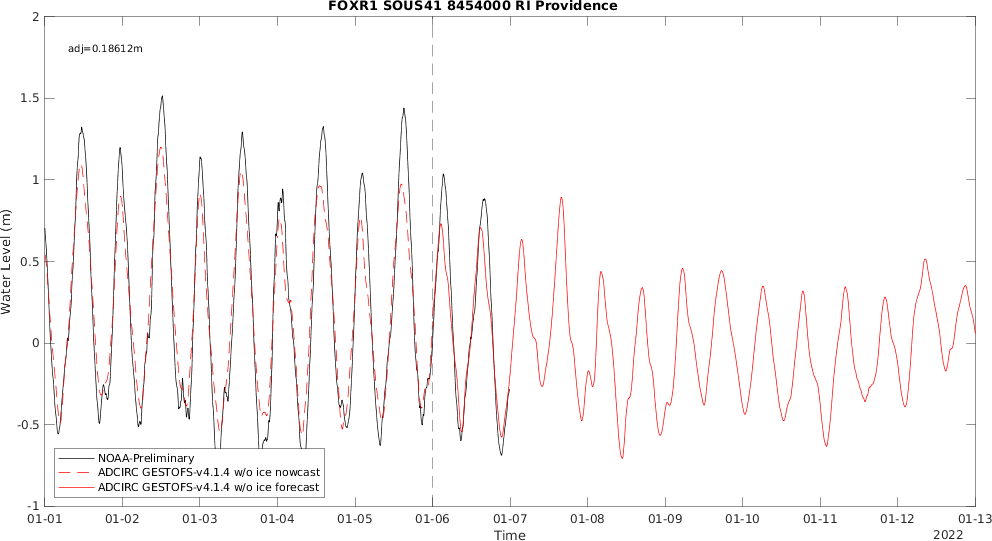 FOXR1 SOUS41 8454000 RI Providence
adj=0.18612m
2
1.5
1
0.5
0
-0.5
-1
Water Level (m)
NOAA-Preliminary
ADCIRC GESTOFS-v4.1.4 w/o ice nowcast
ADCIRC GESTOFS-v4.1.4 w/o ice forecast
01-01 01-02 01-03 01-04 01-05 01-06 01-07 01-08 01-09 01-10 01-11 01-12 01-13
Time
2022